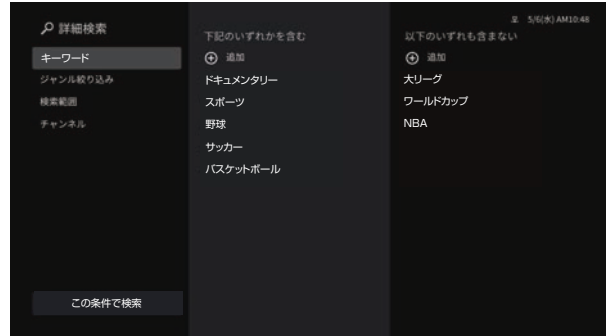 5/6(水) AM10:48
詳細検索
キーワード
ジャンル絞り込み
検索範囲
チャンネル
この条件で検索
下記のいずれかを含む
追加
ドキュメンタリー
スポーツ
野球
サッカー
バスケットボール
以下のいずれも含まない
追加
大リーグ
ワールドカップ
NBA